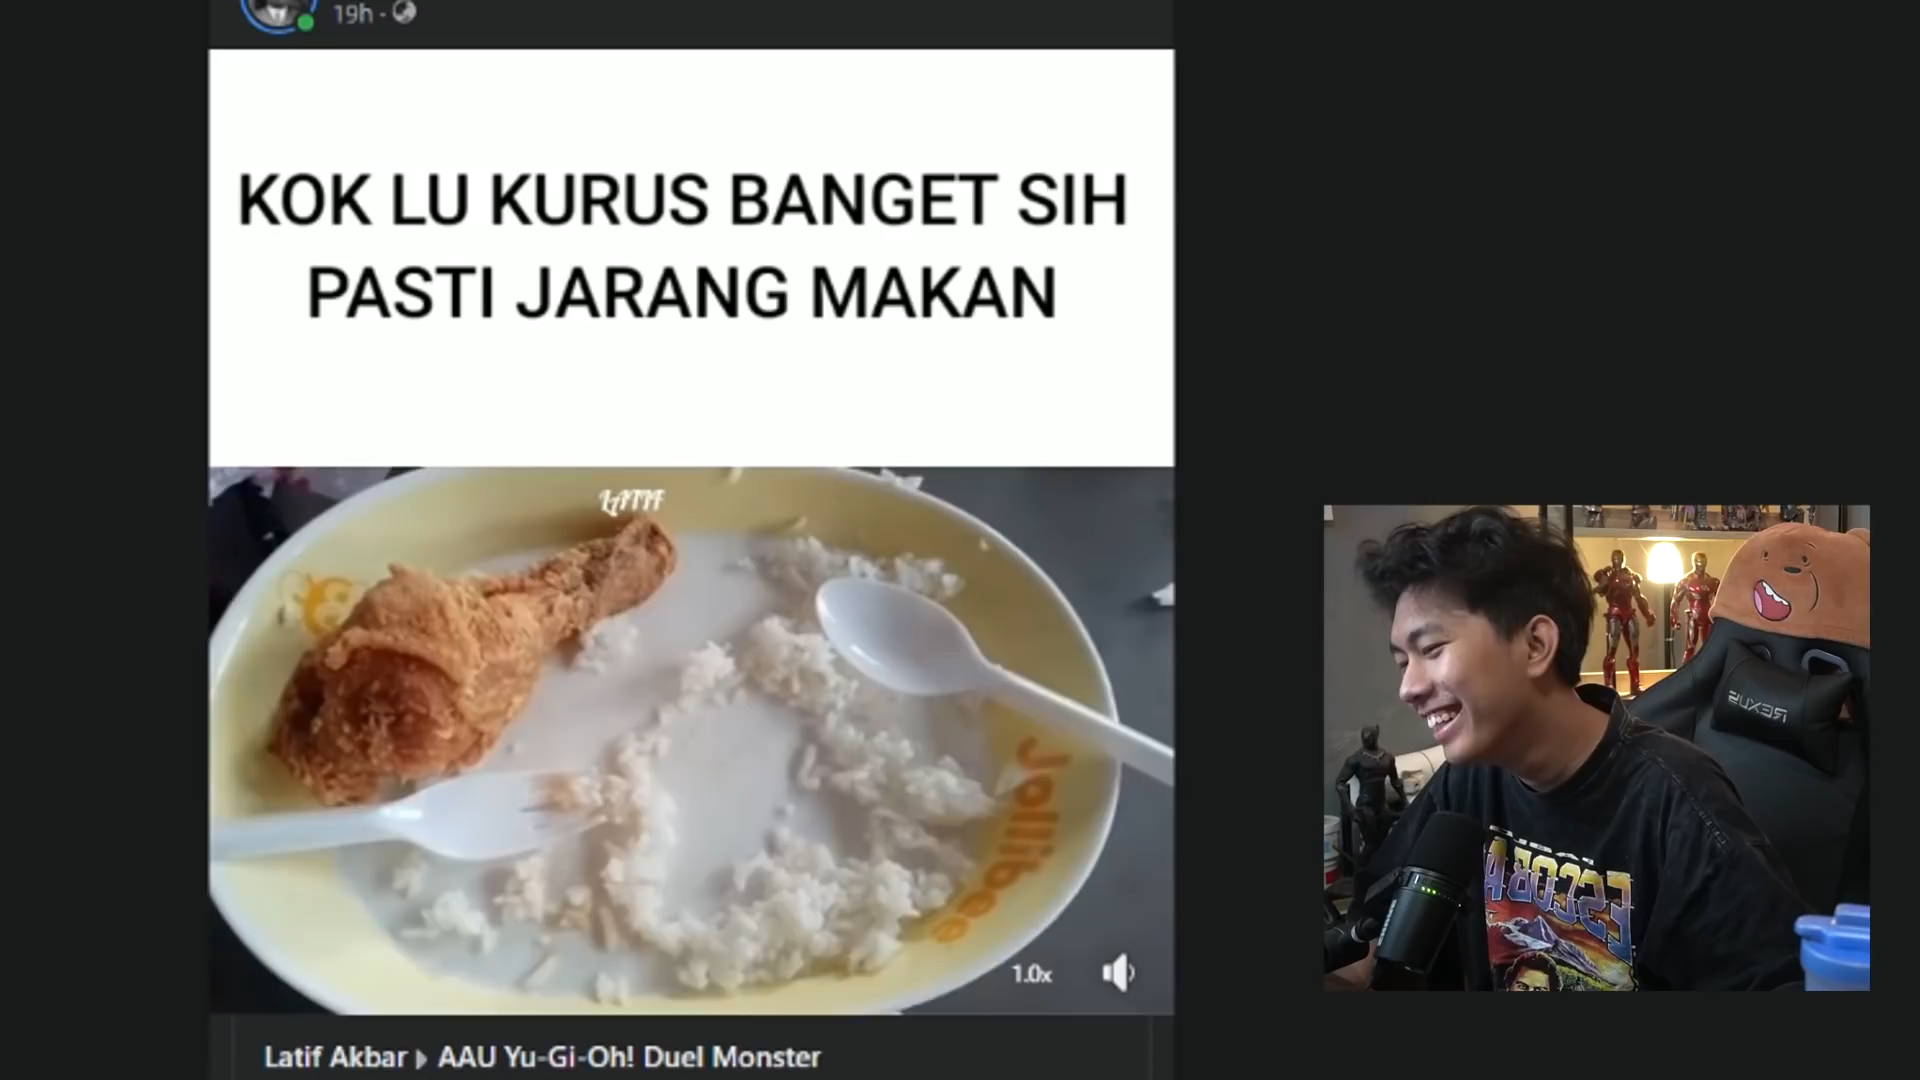 19h
KOK LU KURUS BANGET SIH
PASTI JARANG MAKAN
LATIF
Jollibee
1.0x
REXUS
Latif Akbar ▸ AAU Yu-Gi-Oh! Duel Monster